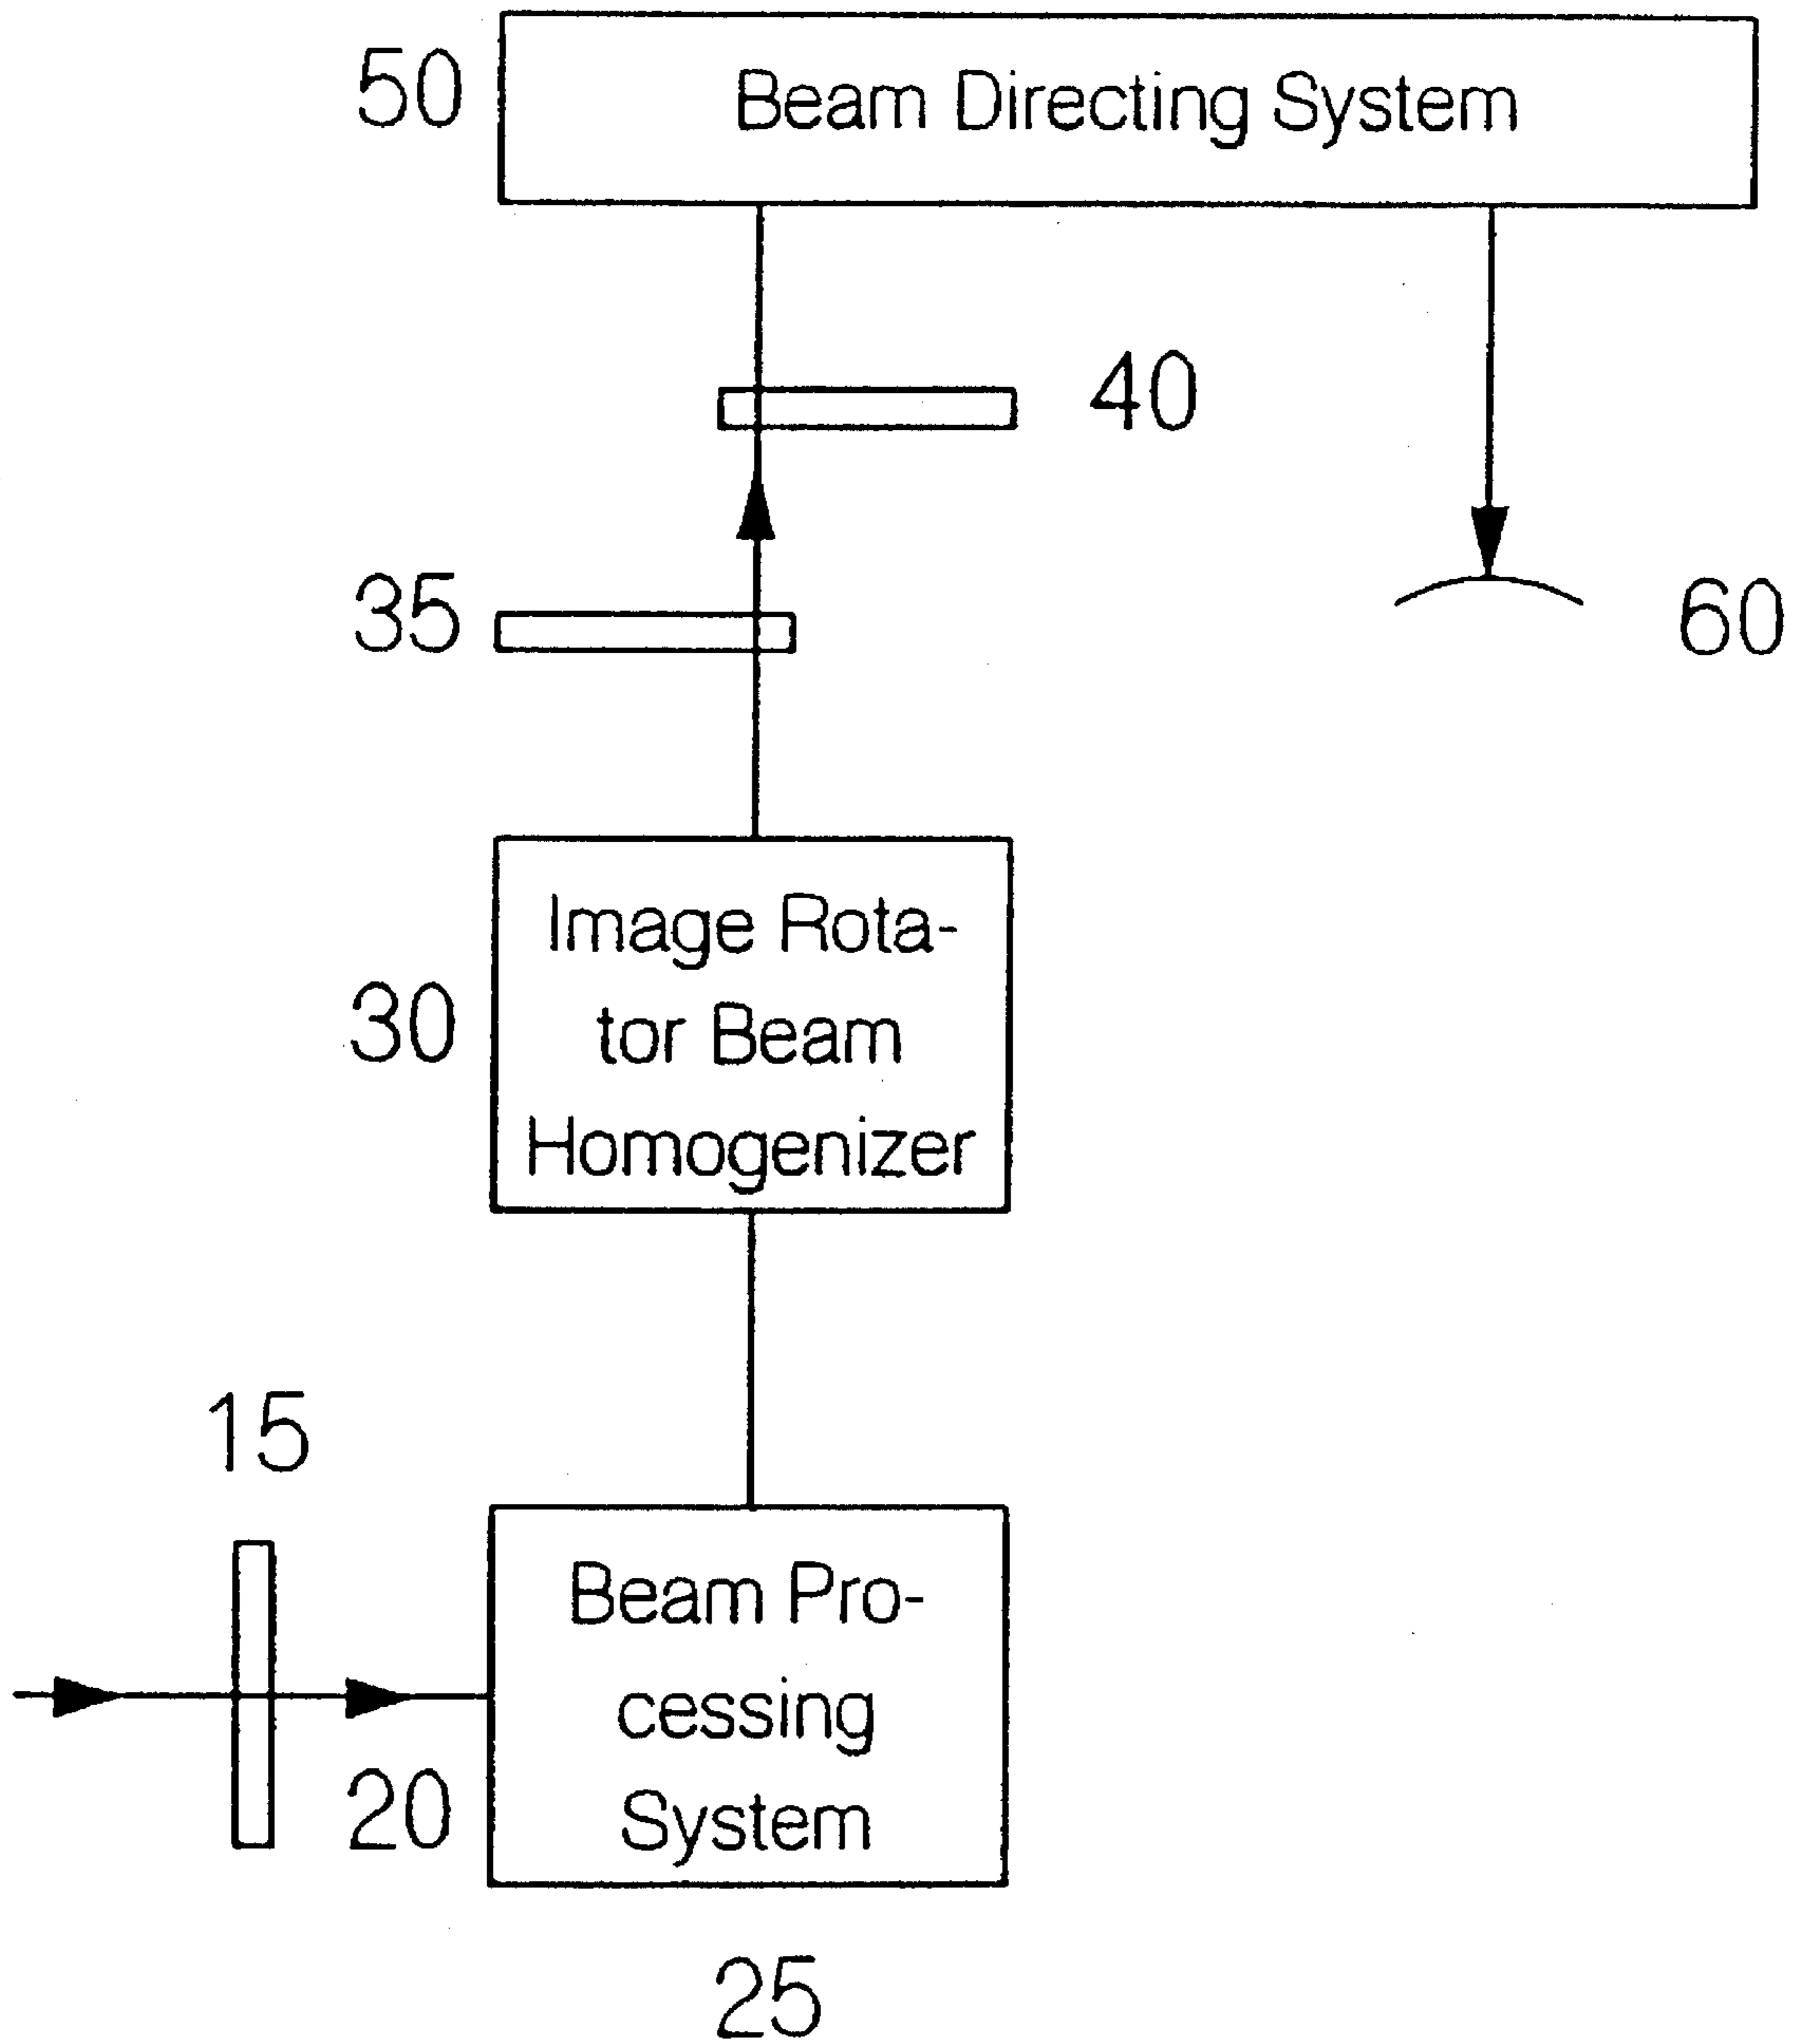 50
Beam Directing System
40
35
60
Image Rota-
30
tor Beam
Homogenizer
15
Beam Pro-
cessing
20
System
25